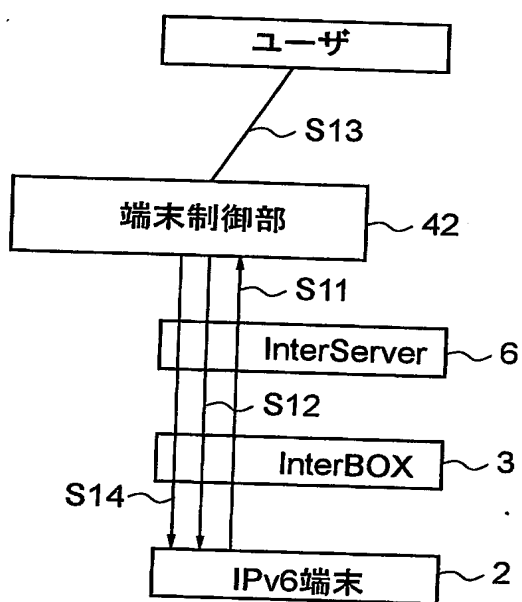 ユーザ
S13
端末制御部
42
S11
InterServer
6
S12
InterBOX
3
S14
IPv6端末
2